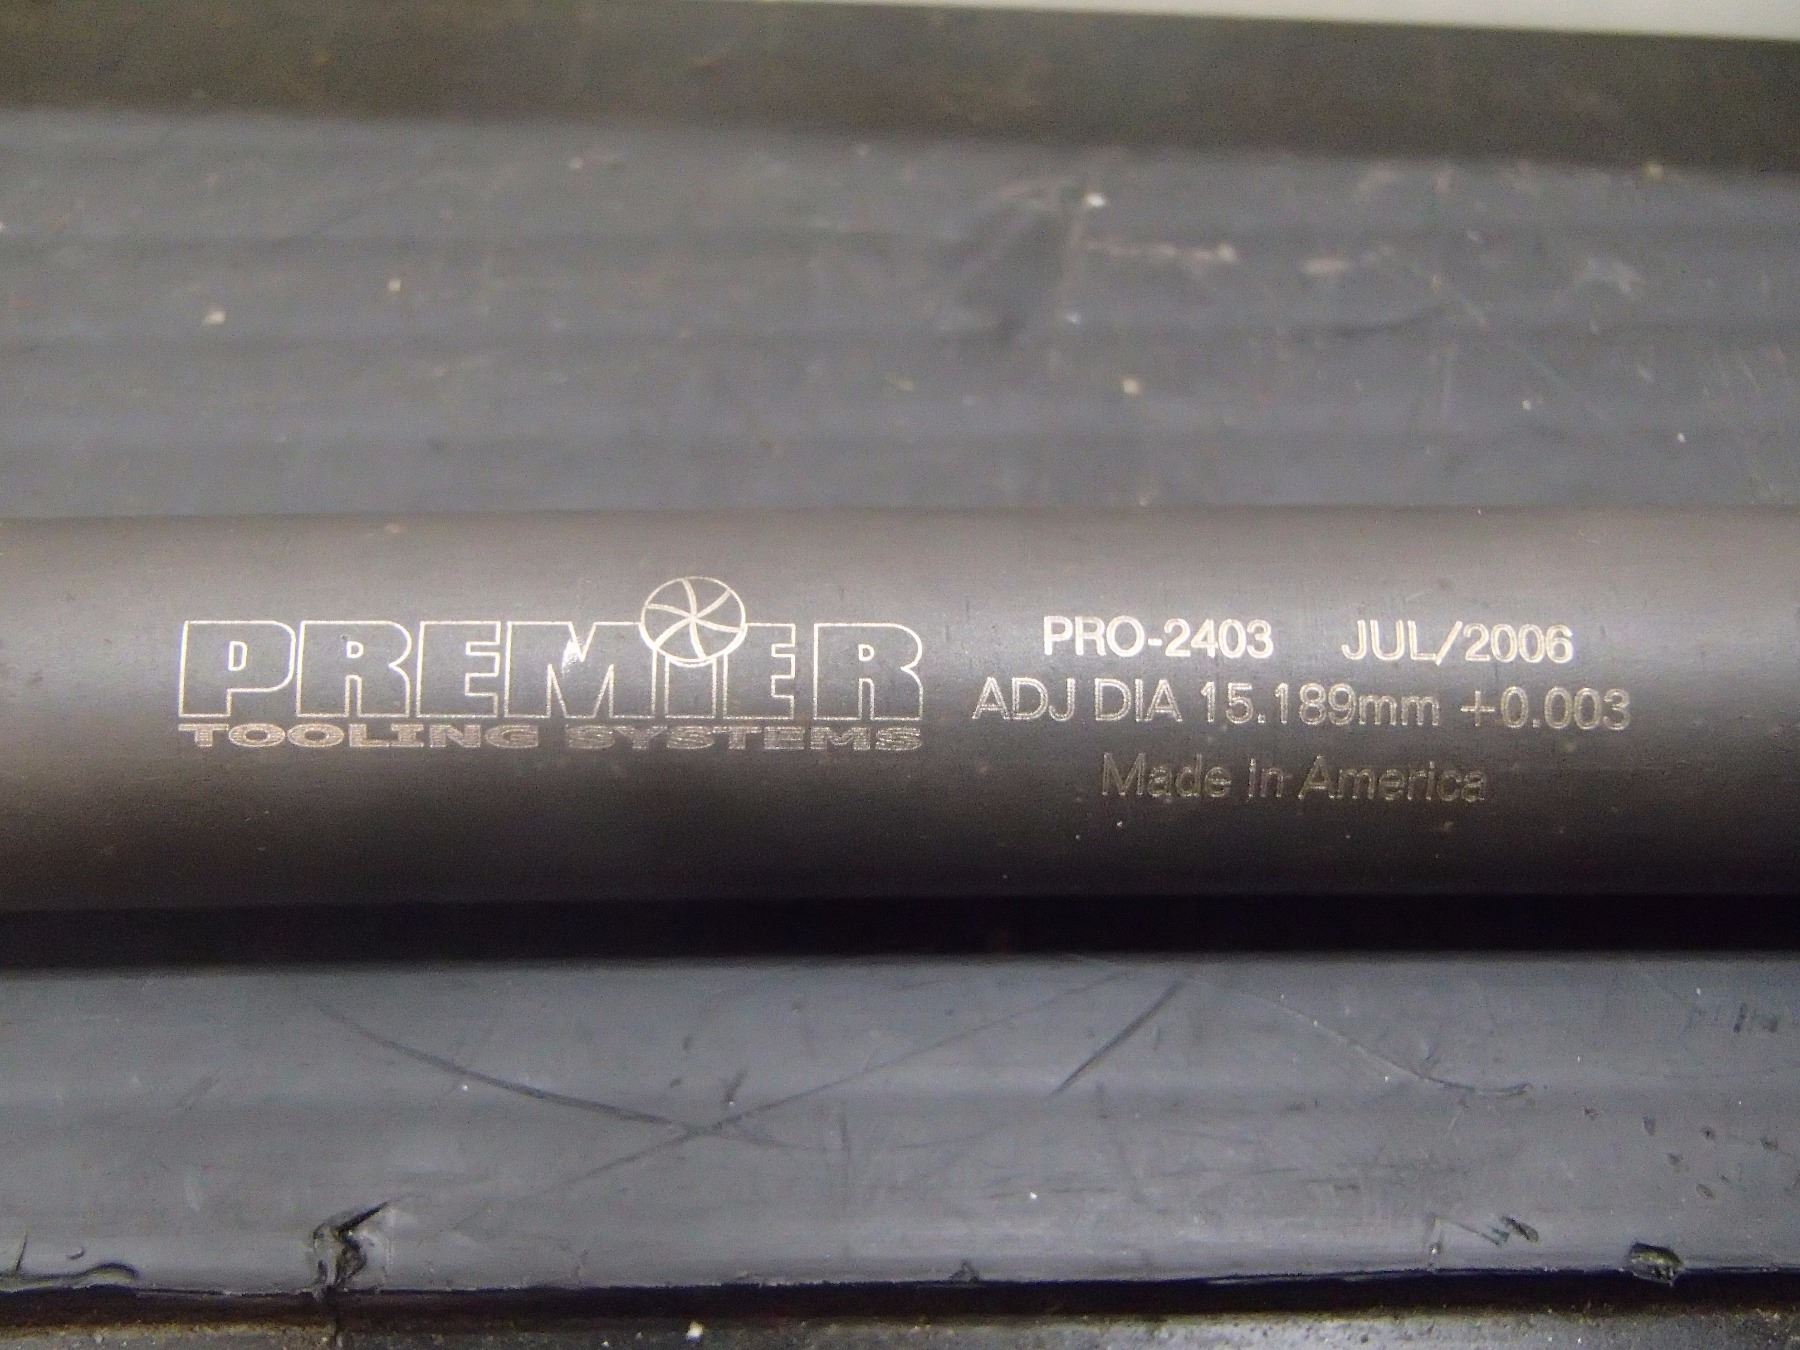 PREMIER
TOOLING SYSTEMS
PRO-2403 JUL/2006
ADJ DIA 15.189mm +0.003
Made in America